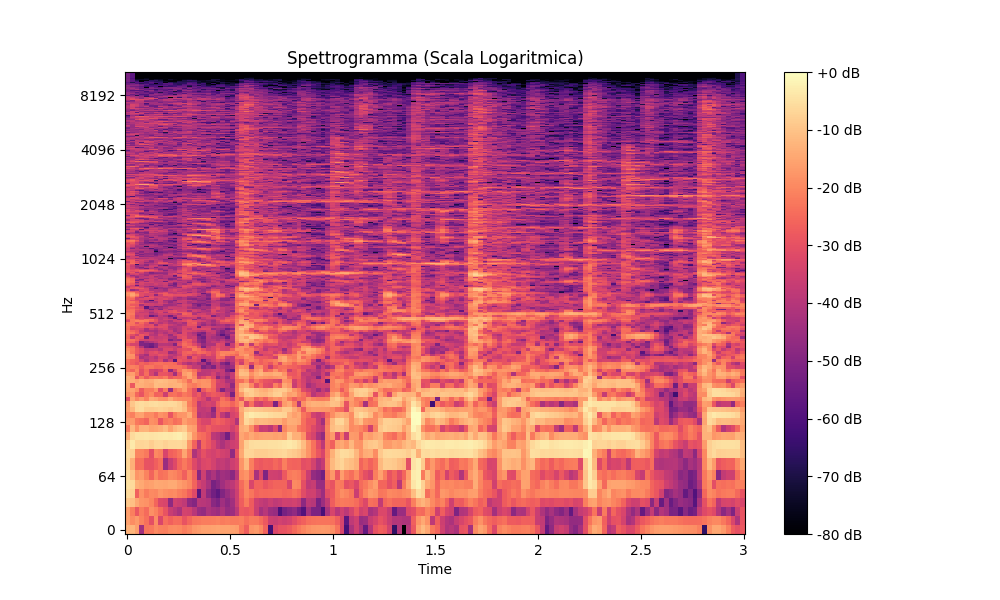 Spettrogramma (Scala Logaritmica)
8192
4096
2048
1024
512
256
128
64
0
Hz
0 0.5 1 1.5 2 2.5 3
Time
+0 dB
-10 dB
-20 dB
-30 dB
-40 dB
-50 dB
-60 dB
-70 dB
-80 dB